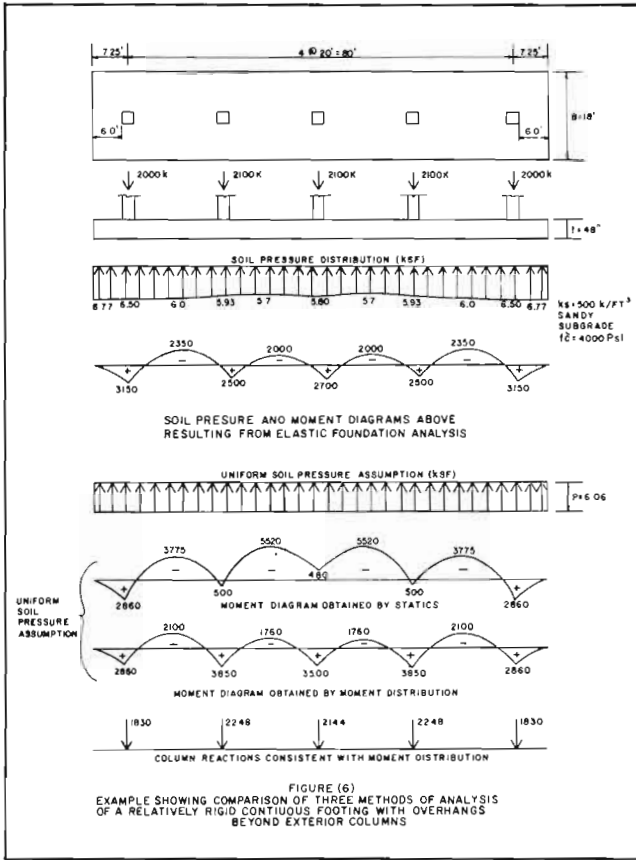 7.25' 4 @ 20'=80' 7.25'
6.0' 6.0' B=18'
2000k 2100K 2100K 2100K 2000k
T=48"
SOIL PRESSURE DISTRIBUTION (KSF)
6.77 6.50 6.0 5.93 5.7 5.80 5.7 5.93 6.0 6.50 6.77
ks=500 k/FT³
SANDY
SUBGRADE
fc=4000 Psi
2350 2000 2000 2350
+ − + − + − + − +
3150 2500 2700 2500 3150
SOIL PRESURE AND MOMENT DIAGRAMS ABOVE
RESULTING FROM ELASTIC FOUNDATION ANALYSIS
UNIFORM SOIL PRESSURE ASSUMPTION (KSF)
P=6.06
3775 5520 5520 3775
+ − − − − +
2860 500 480 500 2860
MOMENT DIAGRAM OBTAINED BY STATICS
UNIFORM
SOIL
PRESSURE
ASSUMPTION
2100 1760 1760 2100
+ − + − + − + − +
2860 3850 3500 3850 2860
MOMENT DIAGRAM OBTAINED BY MOMENT DISTRIBUTION
1830 2248 2144 2248 1830
COLUMN REACTIONS CONSISTENT WITH MOMENT DISTRIBUTION
FIGURE (6)
EXAMPLE SHOWING COMPARISON OF THREE METHODS OF ANALYSIS
OF A RELATIVELY RIGID CONTIUOUS FOOTING WITH OVERHANGS
BEYOND EXTERIOR COLUMNS